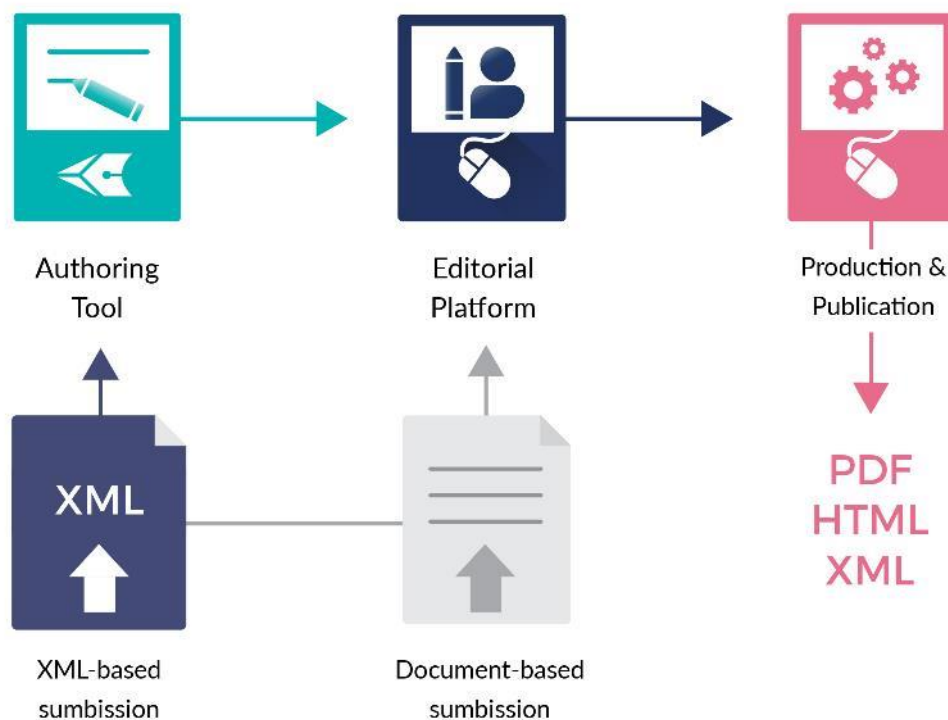 Authoring
Tool
Editorial
Platform
Production &
Publication
XML
PDF
HTML
XML
XML-based
sumbission
Document-based
sumbission